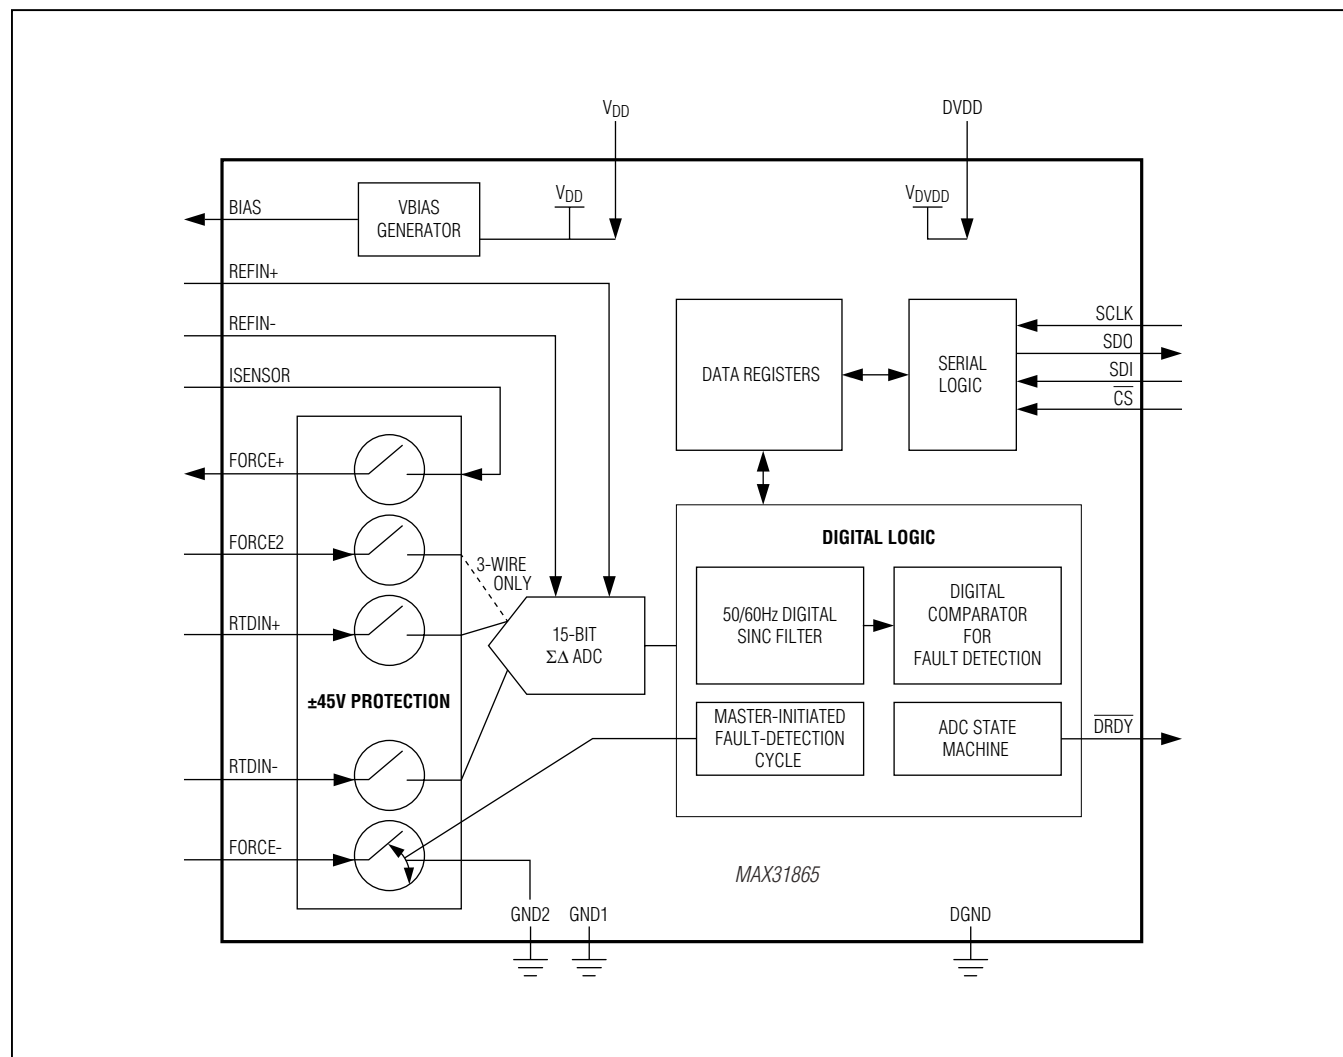 VDD
DVDD
BIAS
VBIAS
GENERATOR
VDD
VDVDD
REFIN+
REFIN-
ISENSOR
FORCE+
FORCE2
RTDIN+
±45V PROTECTION
RTDIN-
FORCE-
3-WIRE
ONLY
15-BIT
ΣΔ ADC
DATA REGISTERS
SERIAL
LOGIC
SCLK
SDO
SDI
C̅S̅
DIGITAL LOGIC
50/60Hz DIGITAL
SINC FILTER
DIGITAL
COMPARATOR
FOR
FAULT DETECTION
MASTER-INITIATED
FAULT-DETECTION
CYCLE
ADC STATE
MACHINE
D̅R̅D̅Y̅
MAX31865
GND2
GND1
DGND